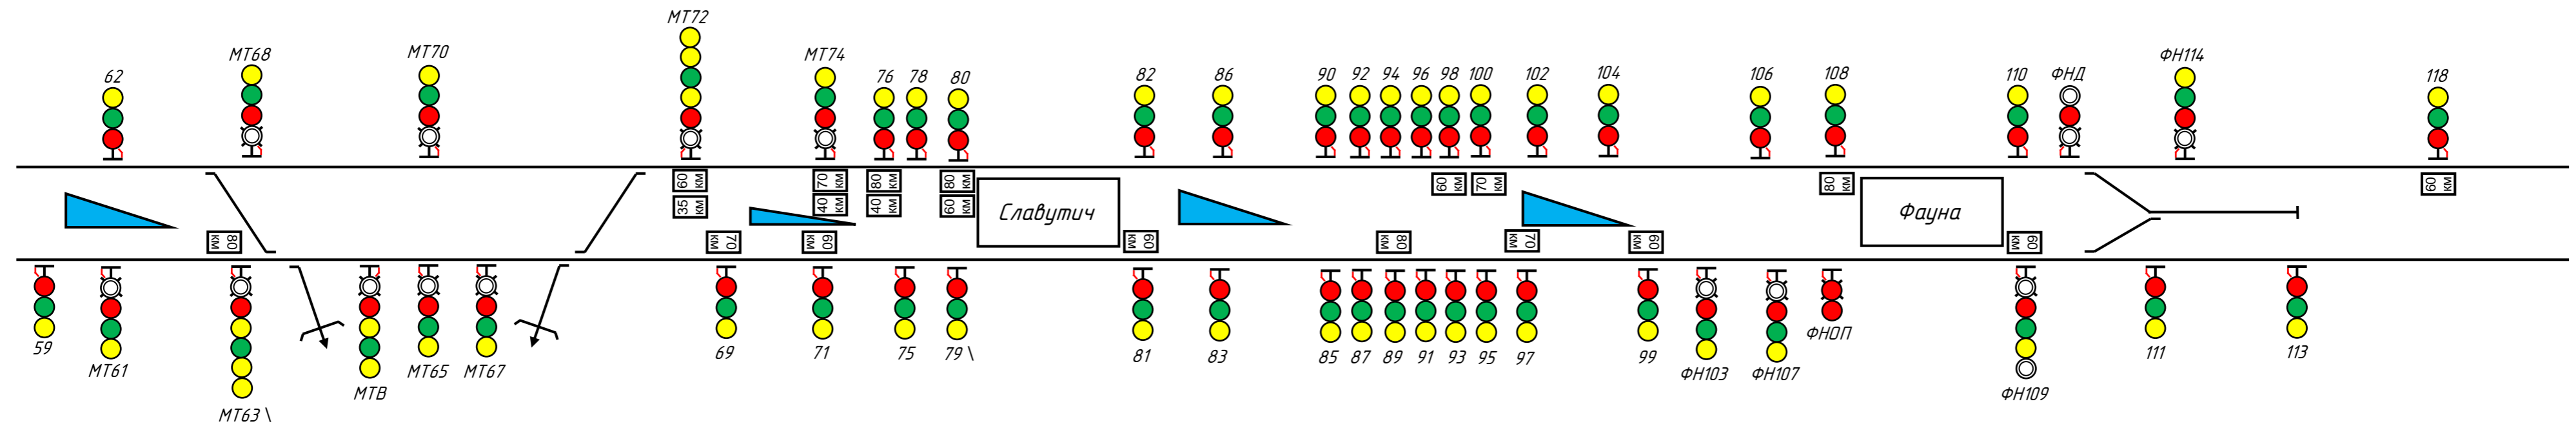 МТ72
МТ68
МТ70
МТ74
62
76
78
80
82
86
90
92
94
96
98
100
102
104
106
108
110
ФНД
ФН114
118
60 км
35 км
70 км
40 км
80 км
40 км
80 км
60 км
60 км
70 км
80 км
60 км
Славутич
Фауна
80 км
70 км
60 км
60 км
80 км
70 км
60 км
60 км
59
МТ61
МТ63 \
МТВ
МТ65
МТ67
69
71
75
79 \
81
83
85
87
89
91
93
95
97
99
ФН103
ФН107
ФНОП
ФН109
111
113